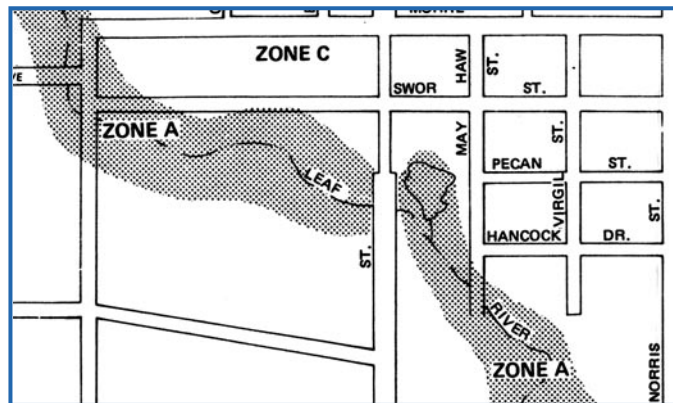 ZONE C
HAW
ST.
VE
SWOR
ST.
ZONE A
MAY
ST.
PECAN
ST.
LEAF
VIRGIL
ST.
HANCOCK
DR.
ST.
RIVER
ZONE A
NORRIS